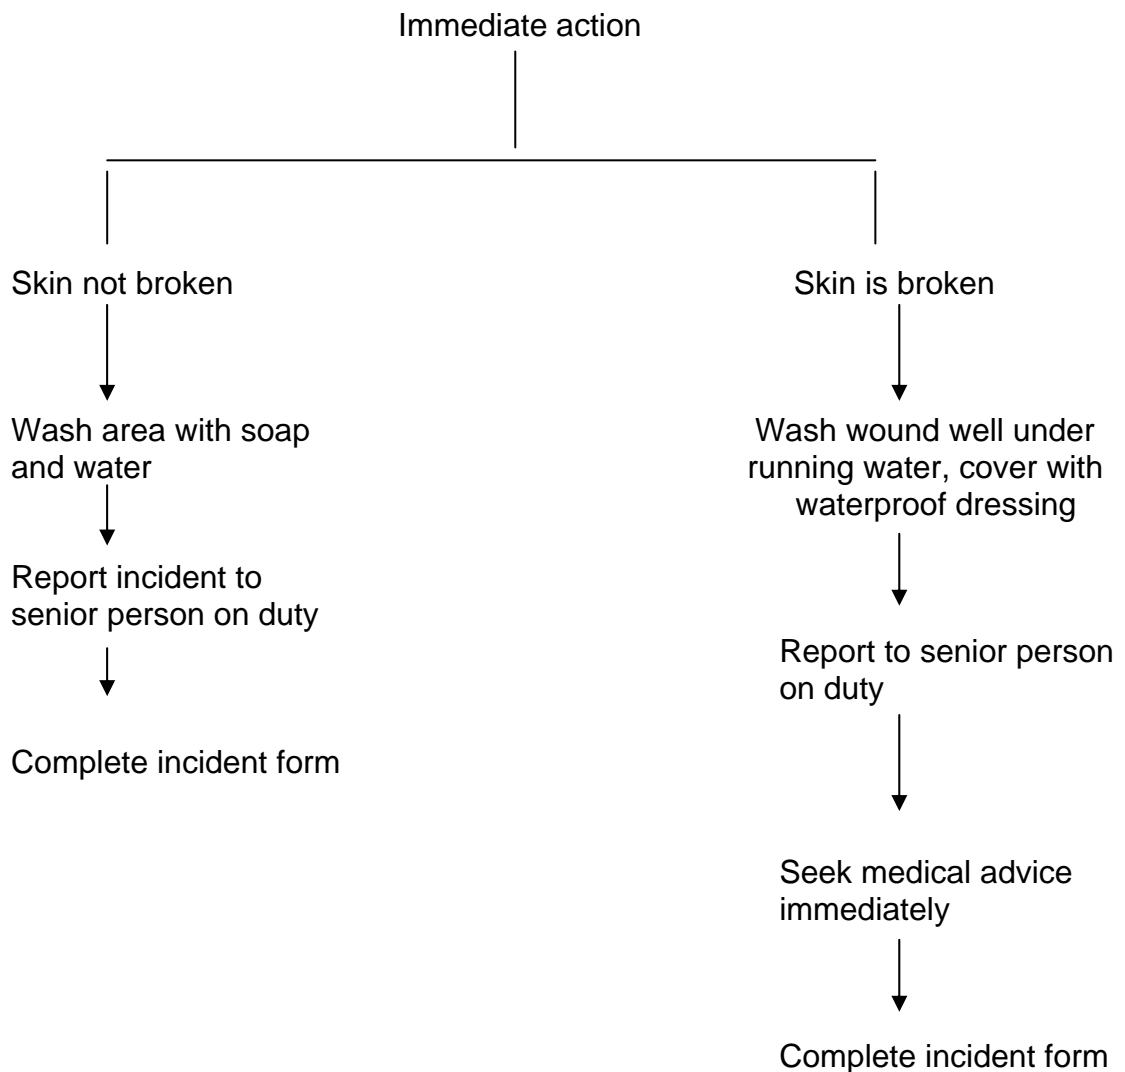 Immediate action
Skin not broken
Wash area with soap
and water
Report incident to
senior person on duty
Complete incident form
Skin is broken
Wash wound well under
running water, cover with
waterproof dressing
Report to senior person
on duty
Seek medical advice
immediately
Complete incident form